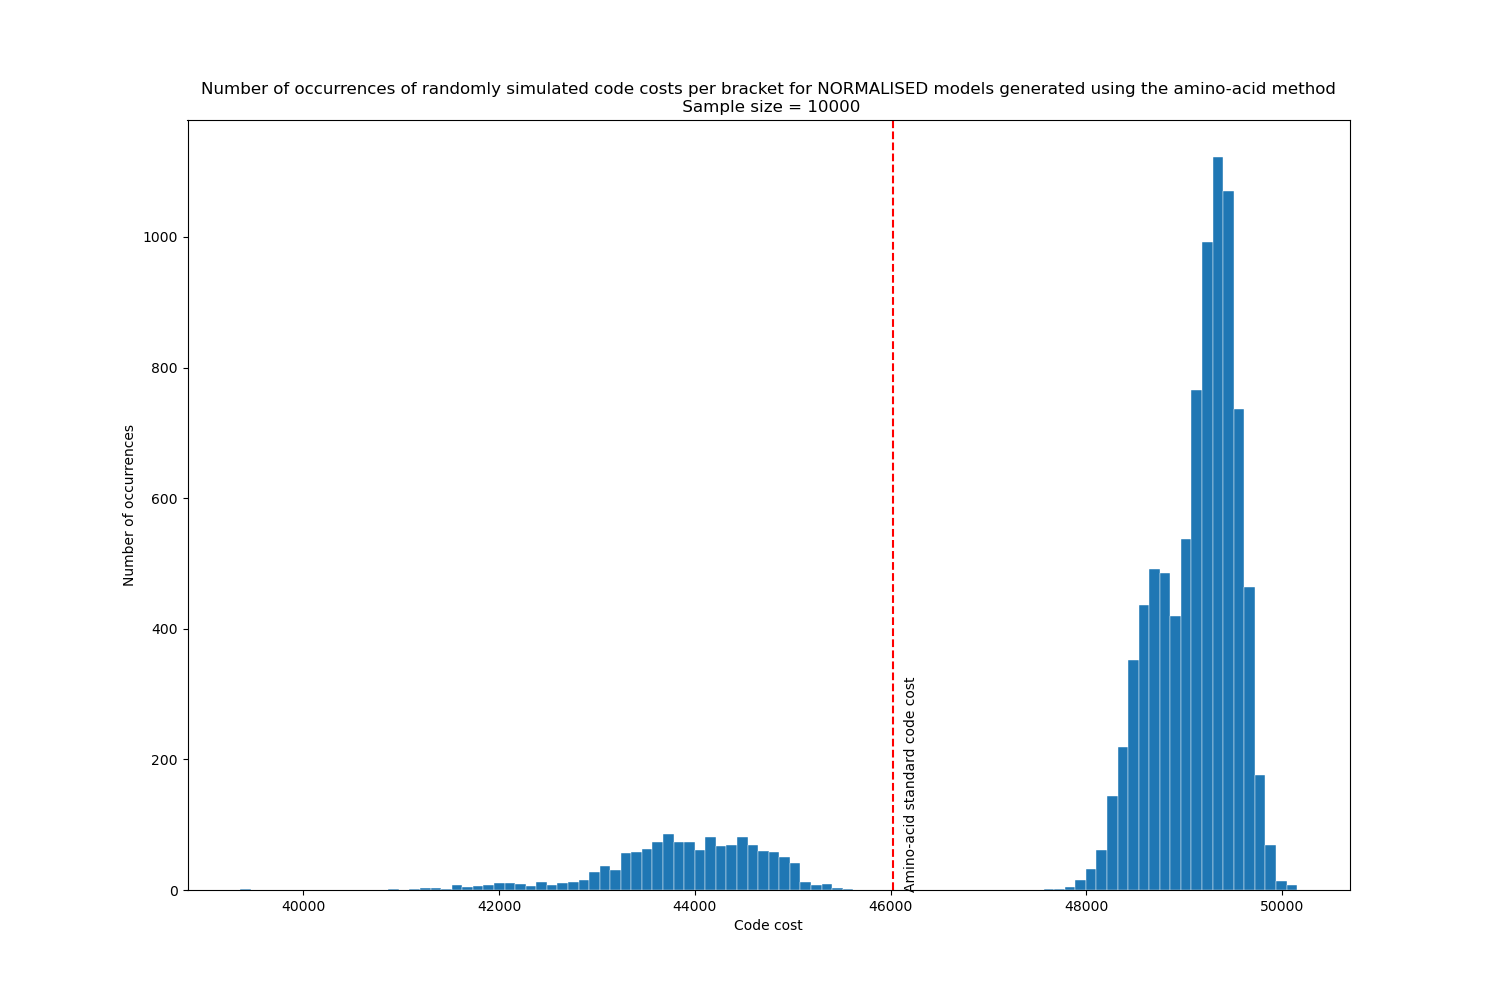 Number of occurrences of randomly simulated code costs per bracket for NORMALISED models generated using the amino-acid method
Sample size = 10000
1000
800
600
400
200
0
Number of occurrences
Amino-acid standard code cost
40000 42000 44000 46000 48000 50000
Code cost